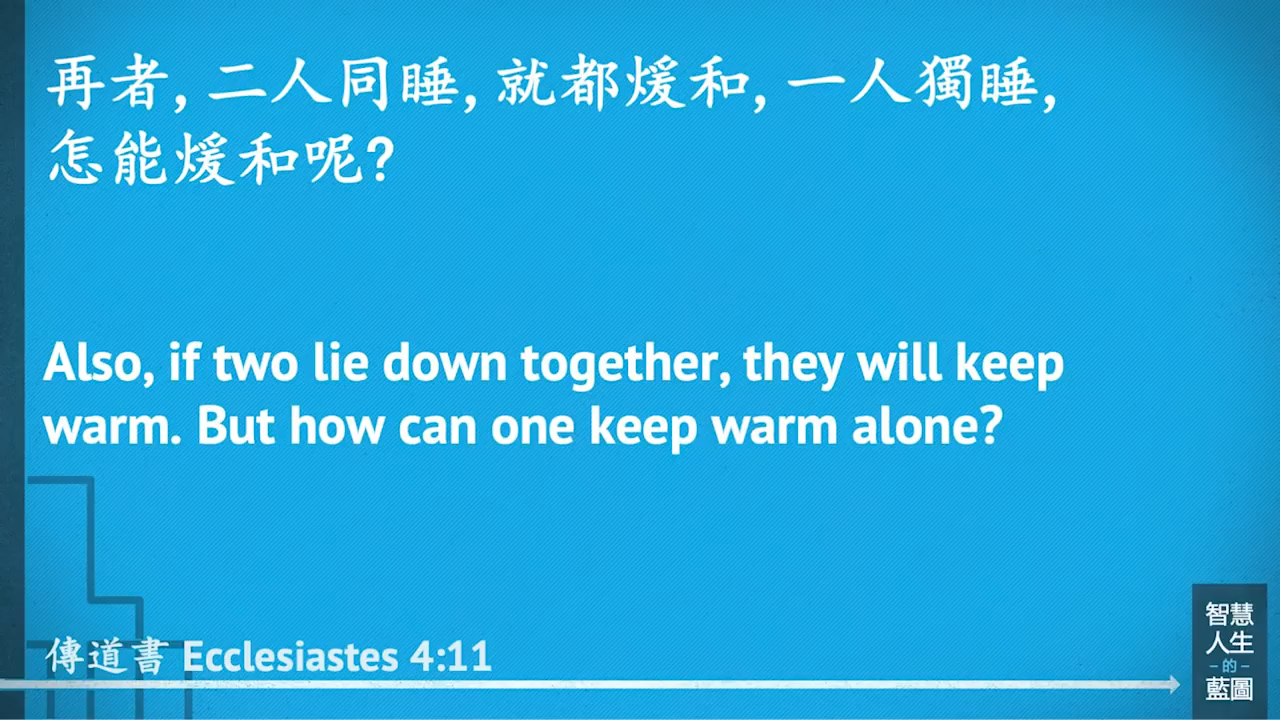 再者, 二人同睡, 就都煖和, 一人獨睡,
怎能煖和呢?
Also, if two lie down together, they will keep
warm. But how can one keep warm alone?
傳道書 Ecclesiastes 4:11
智慧
人生
–的–
藍圖